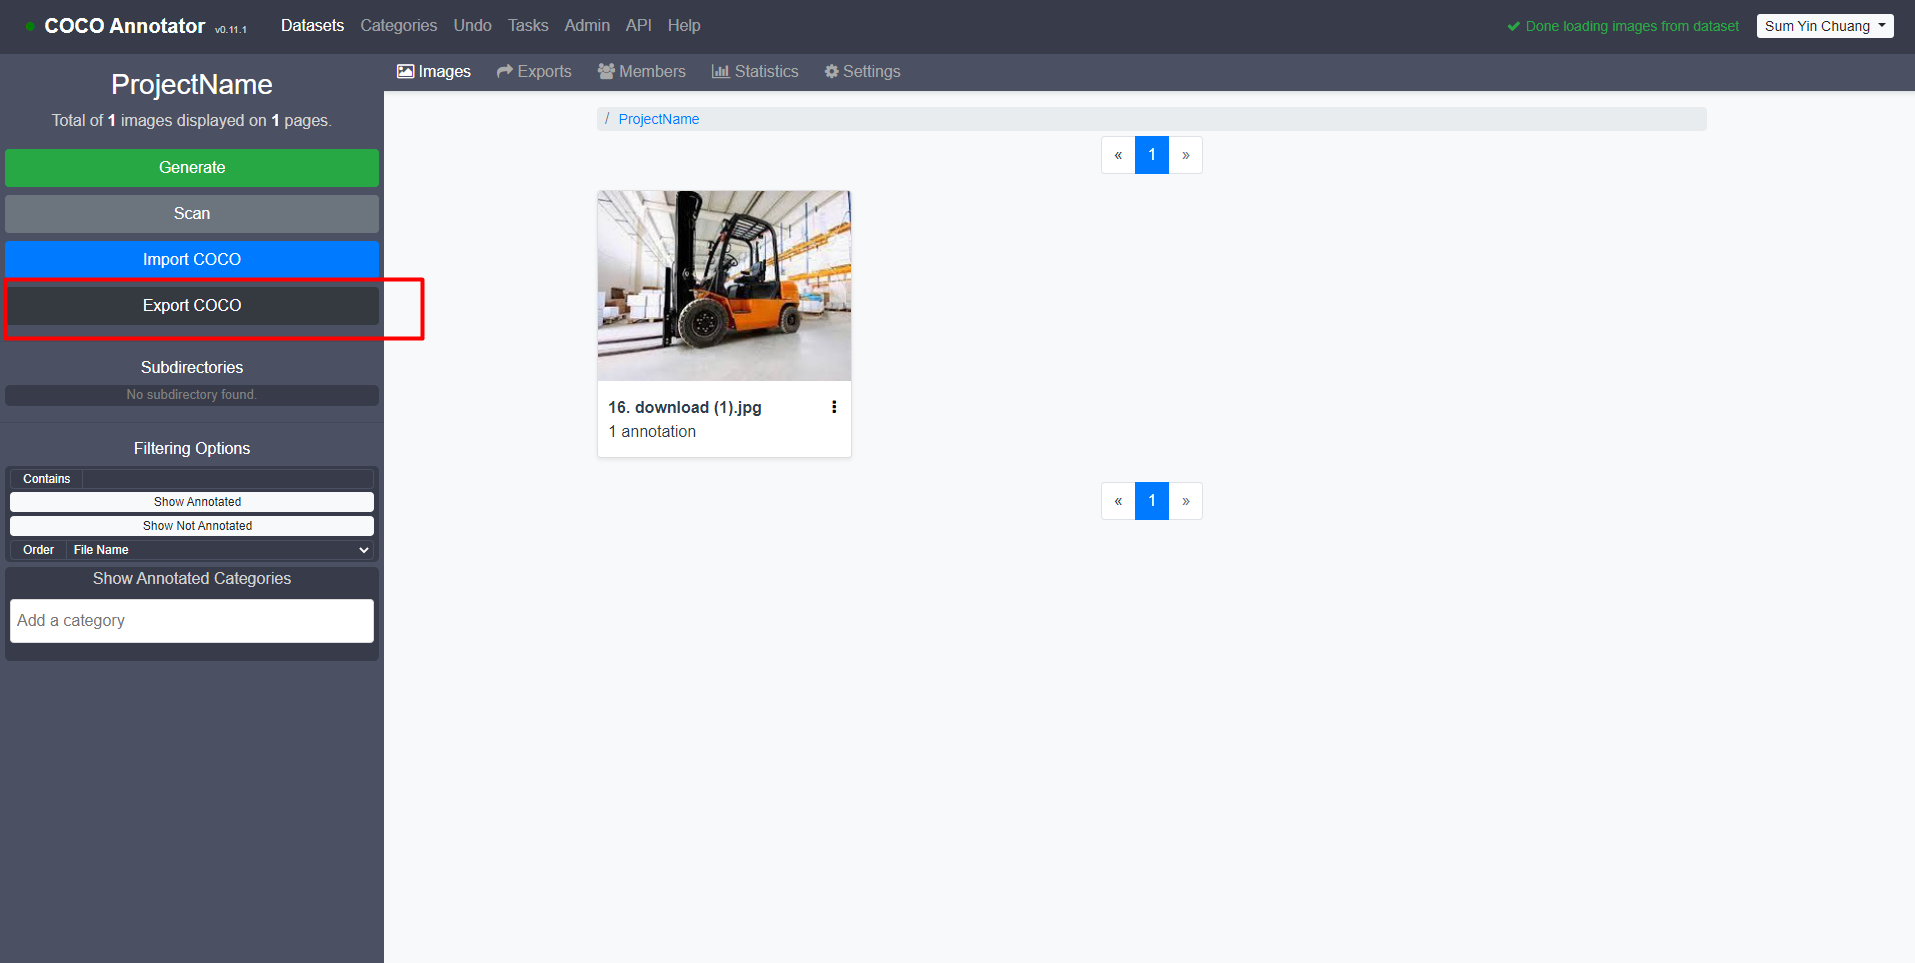 COCO Annotator v0.11.1 Datasets Categories Undo Tasks Admin API Help Done loading images from dataset Sum Yin Chuang
ProjectName
Total of 1 images displayed on 1 pages.
Generate
Scan
Import COCO
Export COCO
Subdirectories
No subdirectory found.
Filtering Options
Contains
Show Annotated
Show Not Annotated
Order File Name
Show Annotated Categories
Add a category
Images Exports Members Statistics Settings
/ ProjectName
« 1 »
16. download (1).jpg
1 annotation
« 1 »